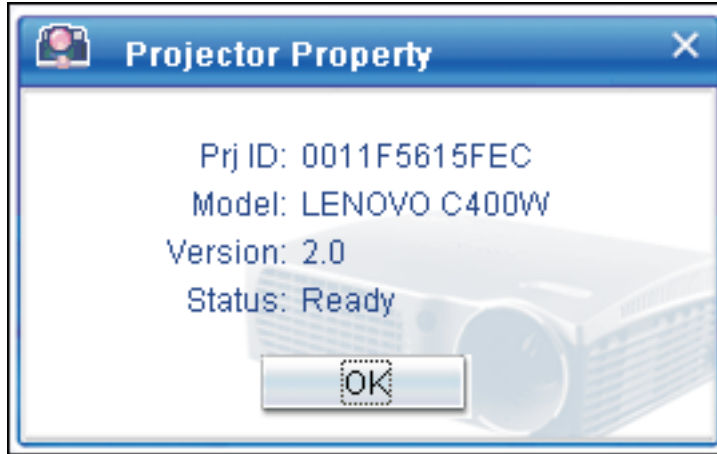 Projector Property
Prj ID: 0011F5615FEC
Model: LENOVO C400W
Version: 2.0
Status: Ready
OK